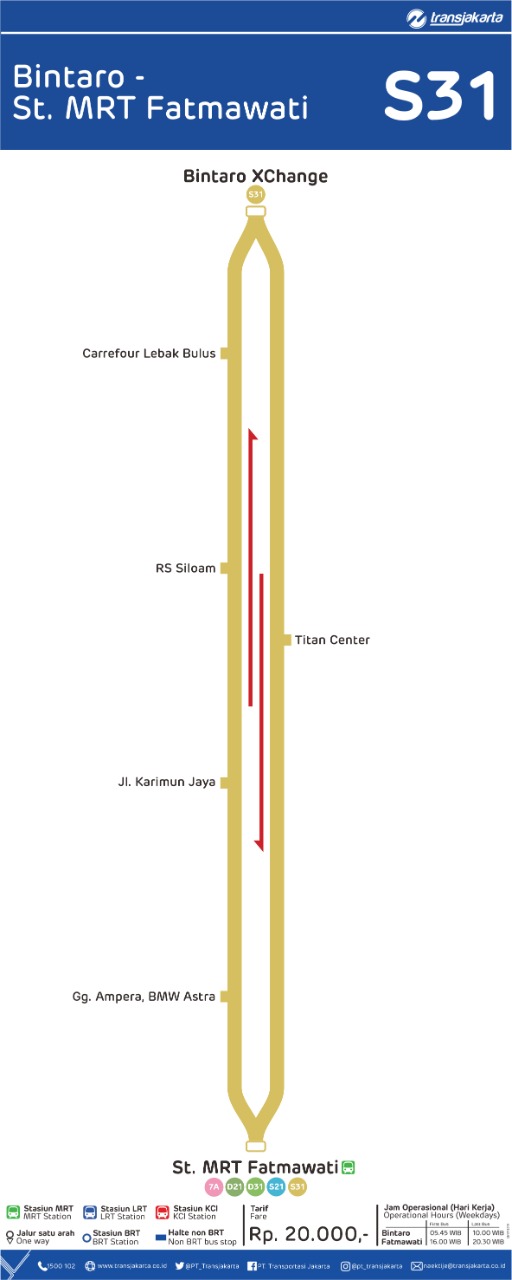 transjakarta
Bintaro -
St. MRT Fatmawati
S31
Bintaro XChange
S31
Carrefour Lebak Bulus
RS Siloam
Titan Center
Jl. Karimun Jaya
Gg. Ampera, BMW Astra
St. MRT Fatmawati
7A D21 D31 S21 S31
Stasiun MRT
MRT Station
Stasiun LRT
LRT Station
Stasiun KCI
KCI Station
Jalur satu arah
One way
Stasiun BRT
BRT Station
Halte non BRT
Non BRT bus stop
Tarif
Fare
Rp. 20.000,-
Jam Operasional (Hari Kerja)
Operational Hours (Weekdays)
First Bus Last Bus
Bintaro 05.45 WIB 10.00 WIB
Fatmawati 16.00 WIB 20.30 WIB
1500 102 www.transjakarta.co.id @PT_Transjakarta PT Transportasi Jakarta @pt_transjakarta naektije@transjakarta.co.id